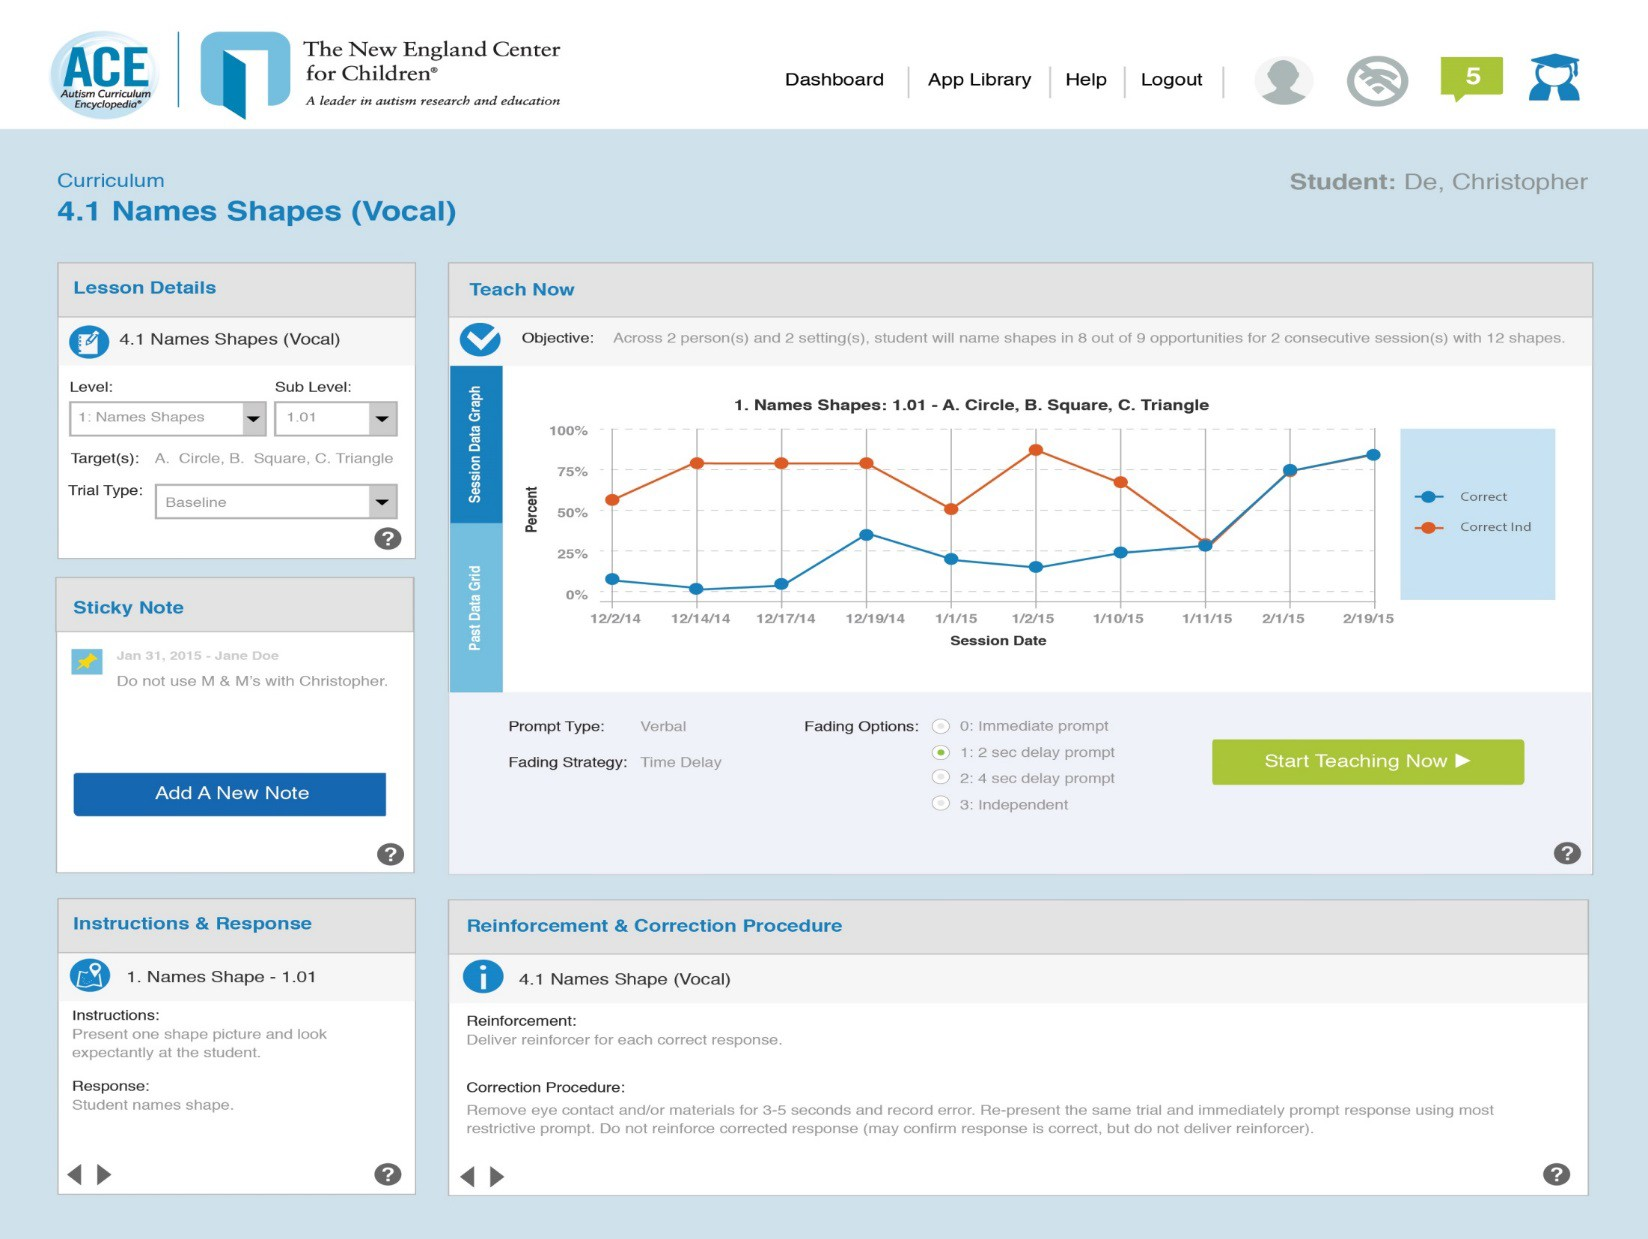 ACE
Autism Curriculum
Encyclopedia®
The New England Center
for Children®
A leader in autism research and education
Dashboard
App Library
Help
Logout
5
Curriculum
4.1 Names Shapes (Vocal)
Student: De, Christopher
Lesson Details
4.1 Names Shapes (Vocal)
Level:
Sub Level:
1: Names Shapes
1.01
Target(s): A. Circle, B. Square, C. Triangle
Trial Type:
Baseline
?
Sticky Note
Jan 31, 2015 - Jane Doe
Do not use M & M's with Christopher.
Add A New Note
?
Teach Now
Objective: Across 2 person(s) and 2 setting(s), student will name shapes in 8 out of 9 opportunities for 2 consecutive session(s) with 12 shapes.
Session Data Graph
Past Data Grid
1. Names Shapes: 1.01 - A. Circle, B. Square, C. Triangle
Percent
100%
75%
50%
25%
0%
12/2/14
12/14/14
12/17/14
12/19/14
1/1/15
1/2/15
1/10/15
1/11/15
2/1/15
2/19/15
Session Date
Correct
Correct Ind
Prompt Type: Verbal
Fading Strategy: Time Delay
Fading Options:
0: Immediate prompt
1: 2 sec delay prompt
2: 4 sec delay prompt
3: Independent
Start Teaching Now
?
Instructions & Response
1. Names Shape - 1.01
Instructions:
Present one shape picture and look
expectantly at the student.
Response:
Student names shape.
?
Reinforcement & Correction Procedure
i
4.1 Names Shape (Vocal)
Reinforcement:
Deliver reinforcer for each correct response.
Correction Procedure:
Remove eye contact and/or materials for 3-5 seconds and record error. Re-present the same trial and immediately prompt response using most
restrictive prompt. Do not reinforce corrected response (may confirm response is correct, but do not deliver reinforcer).
?